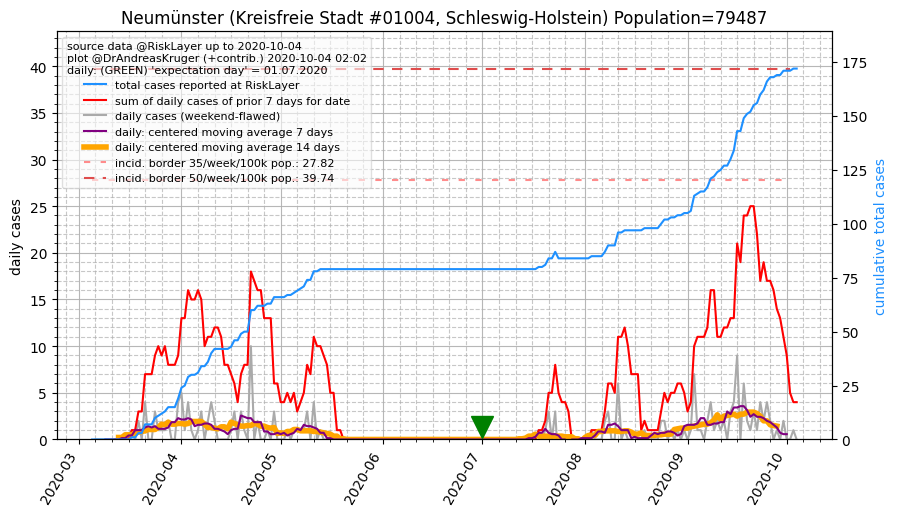 Neumünster (Kreisfreie Stadt #01004, Schleswig-Holstein) Population=79487
source data @RiskLayer up to 2020-10-04
plot @DrAndreasKruger (+contrib.) 2020-10-04 02:02
daily: (GREEN) 'expectation day' = 01.07.2020
total cases reported at RiskLayer
sum of daily cases of prior 7 days for date
daily cases (weekend-flawed)
daily: centered moving average 7 days
daily: centered moving average 14 days
incid. border 35/week/100k pop.: 27.82
incid. border 50/week/100k pop.: 39.74
daily cases
40
35
30
25
20
15
10
5
0
cumulative total cases
175
150
125
100
75
50
25
0
2020-03
2020-04
2020-05
2020-06
2020-07
2020-08
2020-09
2020-10